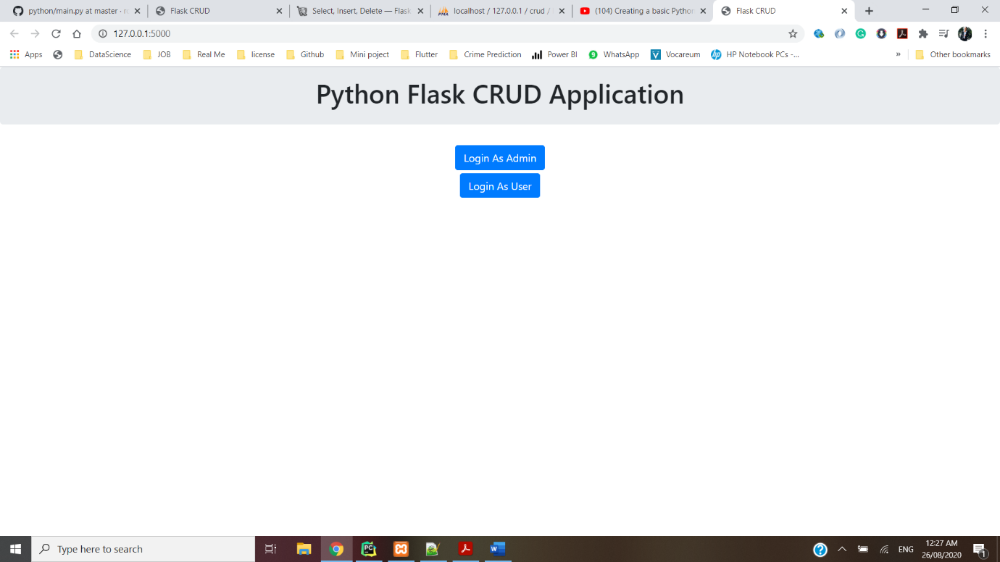 python/main.py at master · ro
Flask CRUD
Select, Insert, Delete — Flask
localhost / 127.0.0.1 / crud /
(104) Creating a basic Python
Flask CRUD
127.0.0.1:5000
Apps
DataScience
JOB
Real Me
license
Github
Mini poject
Flutter
Crime Prediction
Power BI
9
WhatsApp
Vocareum
HP Notebook PCs -...
»
Other bookmarks
Python Flask CRUD Application
Login As Admin
Login As User
Type here to search
ENG
12:27 AM
26/08/2020
1